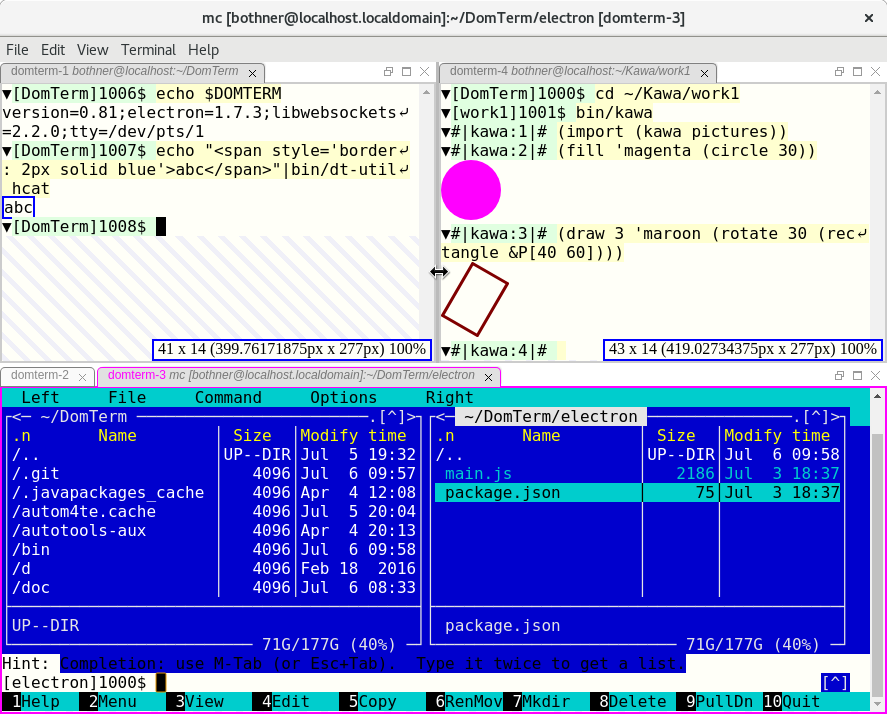 mc [bothner@localhost.localdomain]:~/DomTerm/electron [domterm-3]
File Edit View Terminal Help
domterm-1 bothner@localhost:~/DomTerm
▼[DomTerm]1006$ echo $DOMTERM
version=0.81;electron=1.7.3;libwebsockets⤶
=2.2.0;tty=/dev/pts/1
▼[DomTerm]1007$ echo "<span style='border⤶
: 2px solid blue'>abc</span>"|bin/dt-util⤶
 hcat
abc
▼[DomTerm]1008$
41 x 14 (399.76171875px x 277px) 100%
domterm-4 bothner@localhost:~/Kawa/work1
▼[DomTerm]1000$ cd ~/Kawa/work1
▼[work1]1001$ bin/kawa
▼#|kawa:1|# (import (kawa pictures))
▼#|kawa:2|# (fill 'magenta (circle 30))
▼#|kawa:3|# (draw 3 'maroon (rotate 30 (rec⤶
tangle &P[40 60])))
▼#|kawa:4|#
43 x 14 (419.02734375px x 277px) 100%
domterm-2 domterm-3 mc [bothner@localhost.localdomain]:~/DomTerm/electron
Left File Command Options Right
<─ ~/DomTerm .[^]>
.n Name Size Modify time
/.. UP--DIR Jul 5 19:32
/.git 4096 Jul 6 09:57
/.javapackages_cache 4096 Apr 4 12:08
/autom4te.cache 4096 Jul 5 20:04
/autotools-aux 4096 Apr 4 20:13
/bin 4096 Jul 6 09:58
/d 4096 Feb 18 2016
/doc 4096 Jul 6 08:33
UP--DIR
71G/177G (40%)
<─ ~/DomTerm/electron .[^]>
.n Name Size Modify time
/.. UP--DIR Jul 6 09:58
main.js 2186 Jul 3 18:37
package.json 75 Jul 3 18:37
package.json
71G/177G (40%)
Hint: Completion: use M-Tab (or Esc+Tab). Type it twice to get a list.
[electron]1000$ [^]
1Help 2Menu 3View 4Edit 5Copy 6RenMov 7Mkdir 8Delete 9PullDn 10Quit